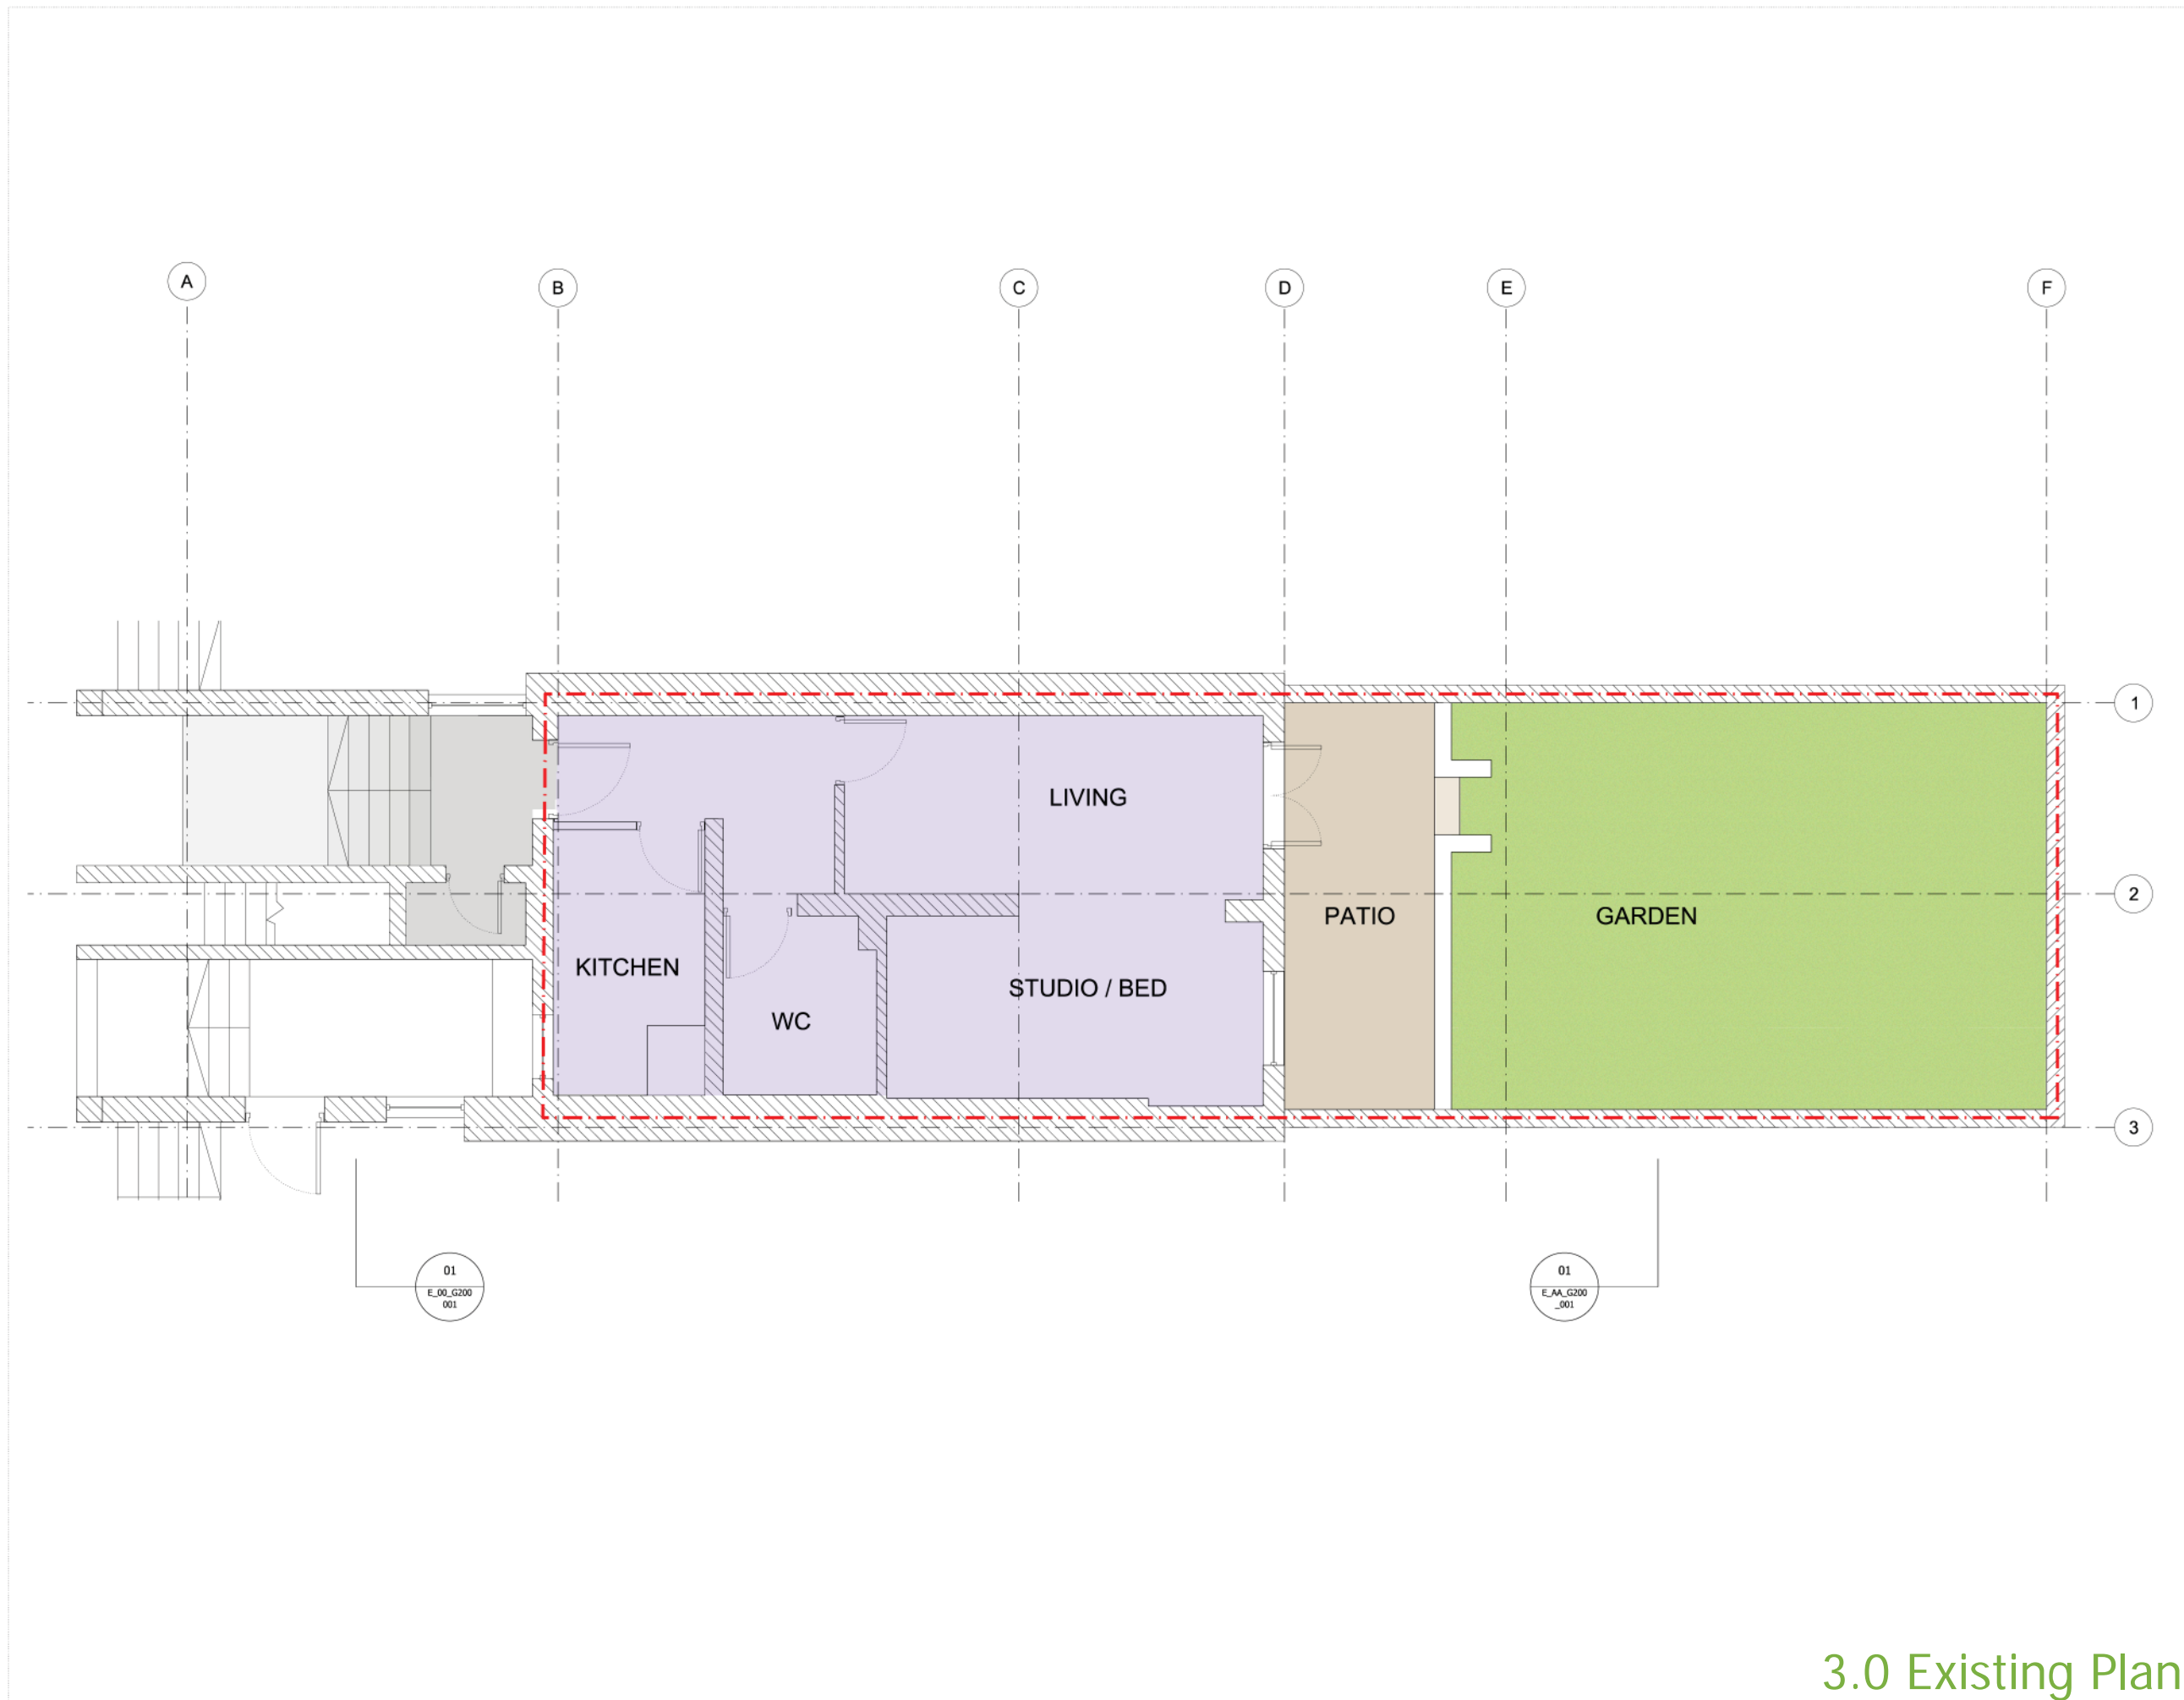 A
B
C
D
E
F
1
LIVING
2
PATIO
GARDEN
KITCHEN
STUDIO / BED
WC
3
01
E_00_G200
001
01
E_AA_G200
_001
3.0 Existing Plan